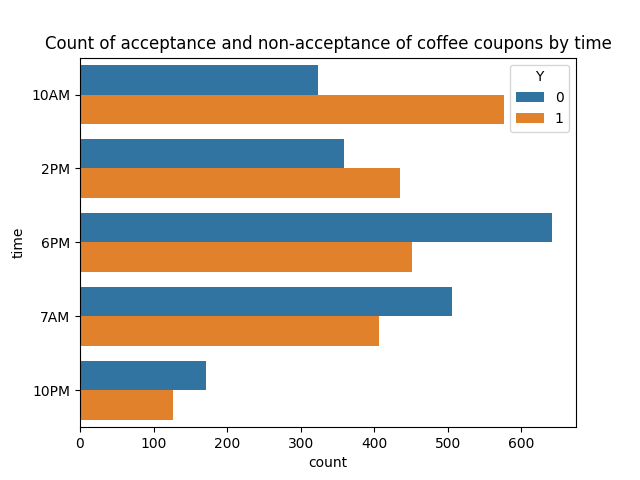 Count of acceptance and non-acceptance of coffee coupons by time
Y
0
1
10AM
2PM
6PM
7AM
10PM
time
0 100 200 300 400 500 600
count